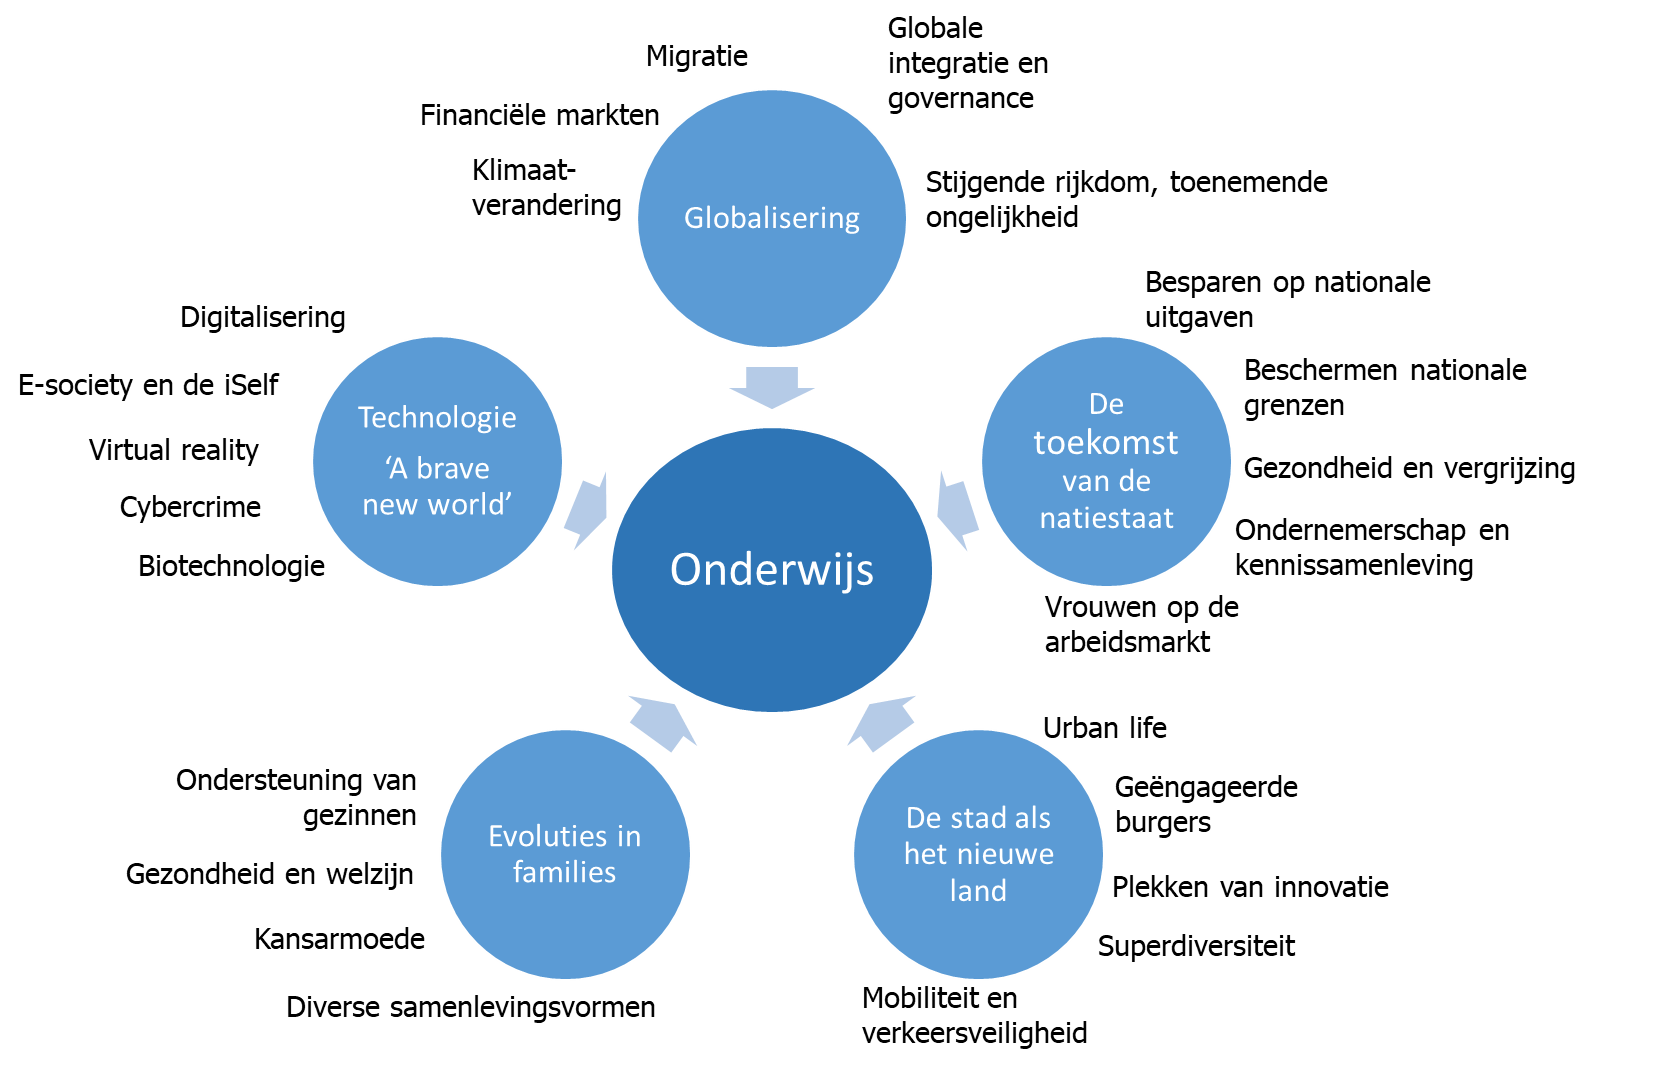 Migratie
Globale
integratie en
governance
Financiële markten
Klimaat-
verandering
Globalisering
Stijgende rijkdom, toenemende
ongelijkheid
Besparen op nationale
uitgaven
Beschermen nationale
grenzen
De
toekomst
van de
natiestaat
Gezondheid en vergrijzing
Ondernemerschap en
kennissamenleving
Vrouwen op de
arbeidsmarkt
Digitalisering
E-society en de iSelf
Technologie
‘A brave
new world’
Virtual reality
Cybercrime
Biotechnologie
Onderwijs
Ondersteuning van
gezinnen
Evoluties in
families
Gezondheid en welzijn
Kansarmoede
Diverse samenlevingsvormen
Urban life
Geëngageerde
burgers
De stad als
het nieuwe
land
Plekken van innovatie
Superdiversiteit
Mobiliteit en
verkeersveiligheid